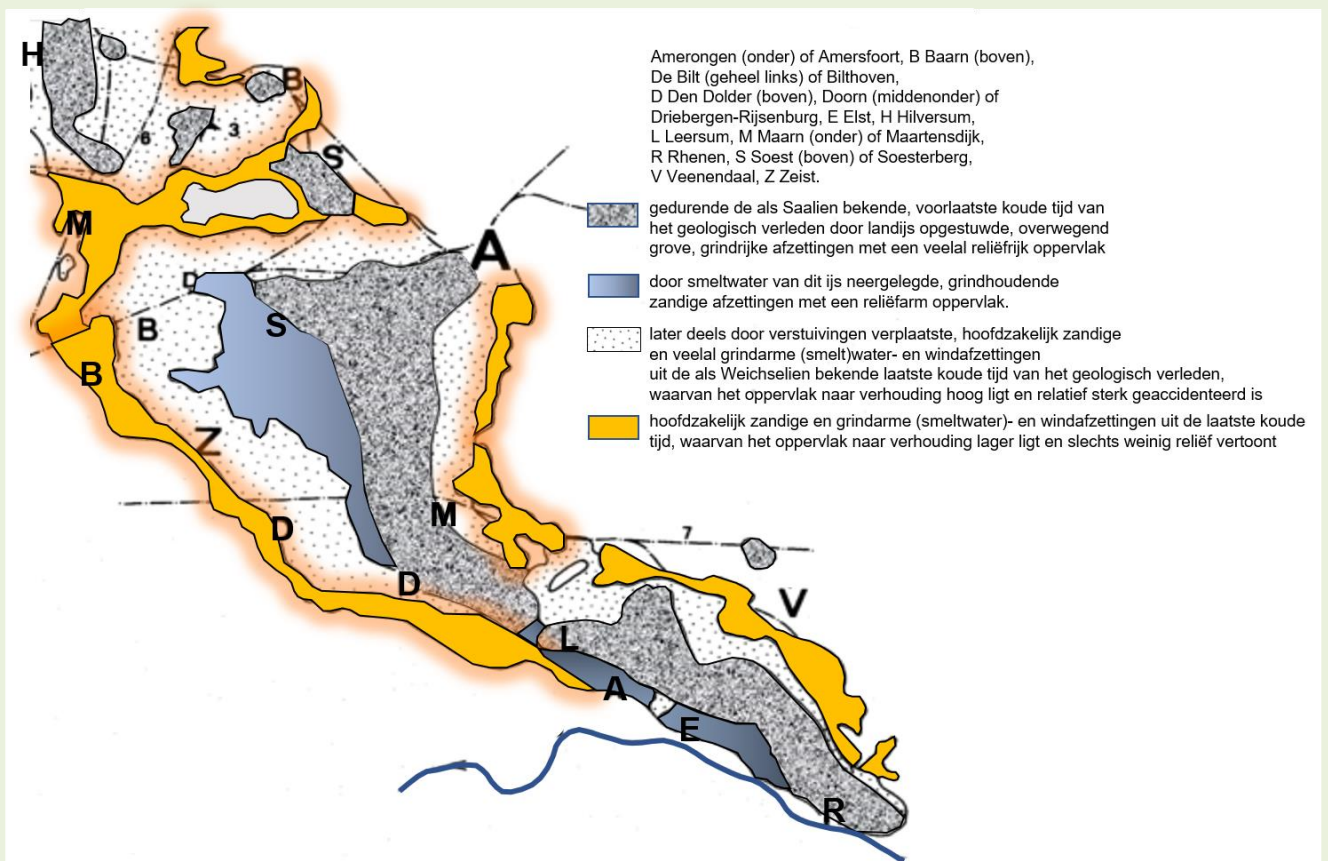 Amerongen (onder) of Amersfoort, B Baarn (boven),
De Bilt (geheel links) of Bilthoven,
D Den Dolder (boven), Doorn (middenonder) of
Driebergen-Rijsenburg, E Elst, H Hilversum,
L Leersum, M Maarn (onder) of Maartensdijk,
R Rhenen, S Soest (boven) of Soesterberg,
V Veenendaal, Z Zeist.
gedurende de als Saalien bekende, voorlaatste koude tijd van
het geologisch verleden door landijs opgestuwde, overwegend
grove, grindrijke afzettingen met een veelal reliëfrijk oppervlak
door smeltwater van dit ijs neergelegde, grindhoudende
zandige afzettingen met een reliëfarm oppervlak.
later deels door verstuivingen verplaatste, hoofdzakelijk zandige
en veelal grindarme (smelt)water- en windafzettingen
uit de als Weichselien bekende laatste koude tijd van het geologisch verleden,
waarvan het oppervlak naar verhouding hoog ligt en relatief sterk geaccidenteerd is
hoofdzakelijk zandige en grindarme (smeltwater)- en windafzettingen uit de laatste koude
tijd, waarvan het oppervlak naar verhouding lager ligt en slechts weinig reliëf vertoont
H
B
6
3
S
M
A
D
B
S
B
Z
M
D
7
D
V
L
A
E
R